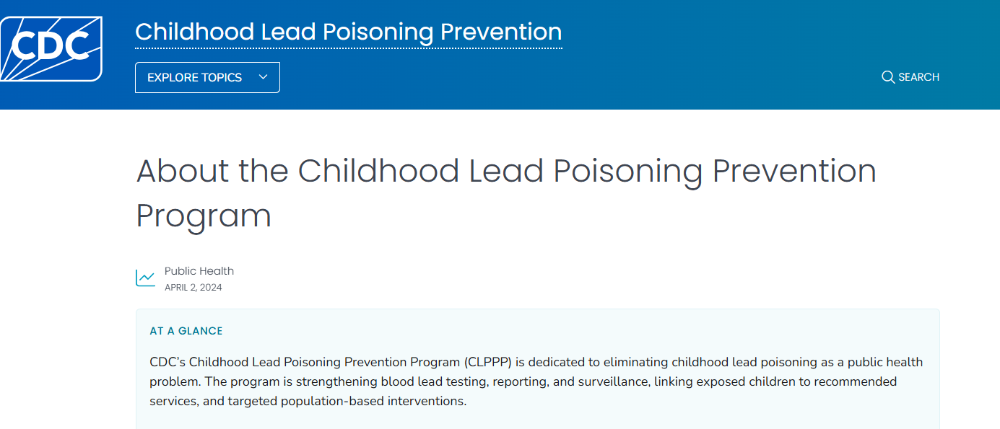 CDC
Childhood Lead Poisoning Prevention
EXPLORE TOPICS
SEARCH
About the Childhood Lead Poisoning Prevention
Program
Public Health
APRIL 2, 2024
AT A GLANCE
CDC’s Childhood Lead Poisoning Prevention Program (CLPPP) is dedicated to eliminating childhood lead poisoning as a public health
problem. The program is strengthening blood lead testing, reporting, and surveillance, linking exposed children to recommended
services, and targeted population-based interventions.